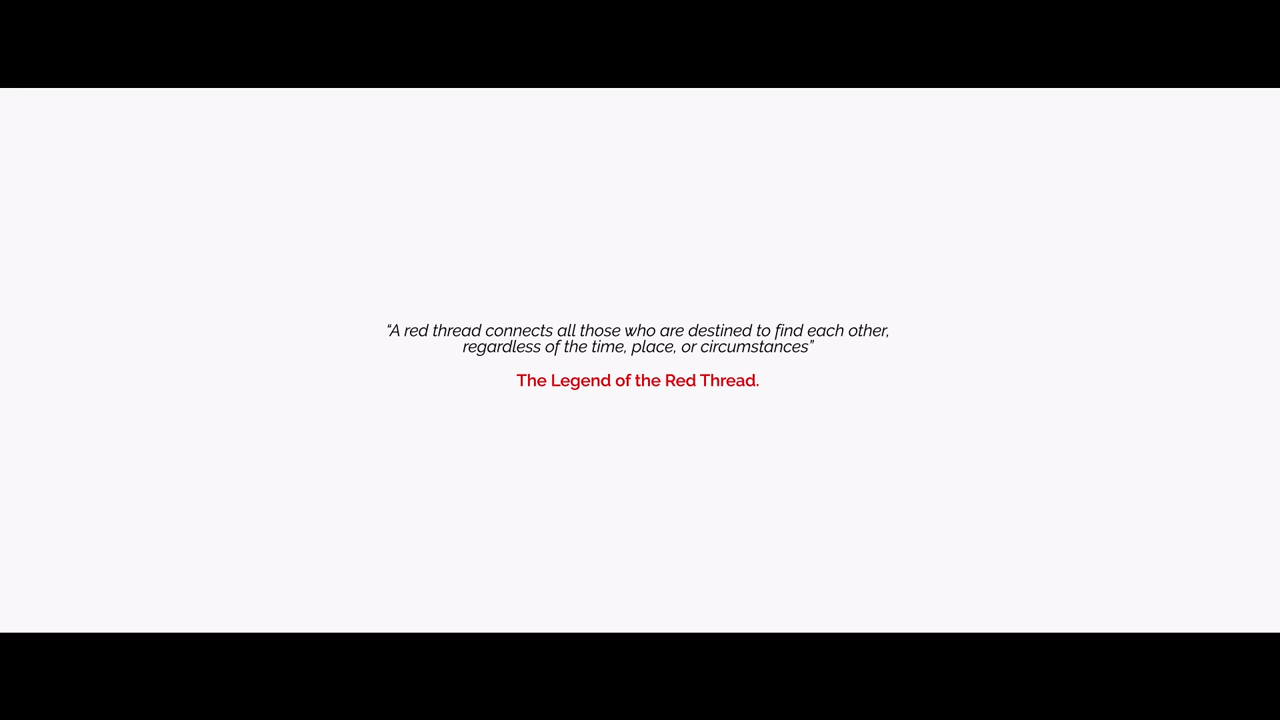 “A red thread connects all those who are destined to find each other,
regardless of the time, place, or circumstances”
The Legend of the Red Thread.